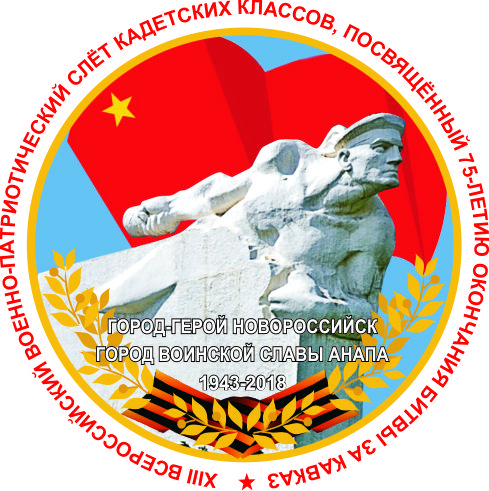 XIII ВСЕРОССИЙСКИЙ ВОЕННО-ПАТРИОТИЧЕСКИЙ СЛЁТ КАДЕТСКИХ КЛАССОВ, ПОСВЯЩЁННЫЙ 75-ЛЕТИЮ ОКОНЧАНИЯ БИТВЫ ЗА КАВКАЗ
ГОРОД-ГЕРОЙ НОВОРОССИЙСК
ГОРОД ВОИНСКОЙ СЛАВЫ АНАПА
1943-2018